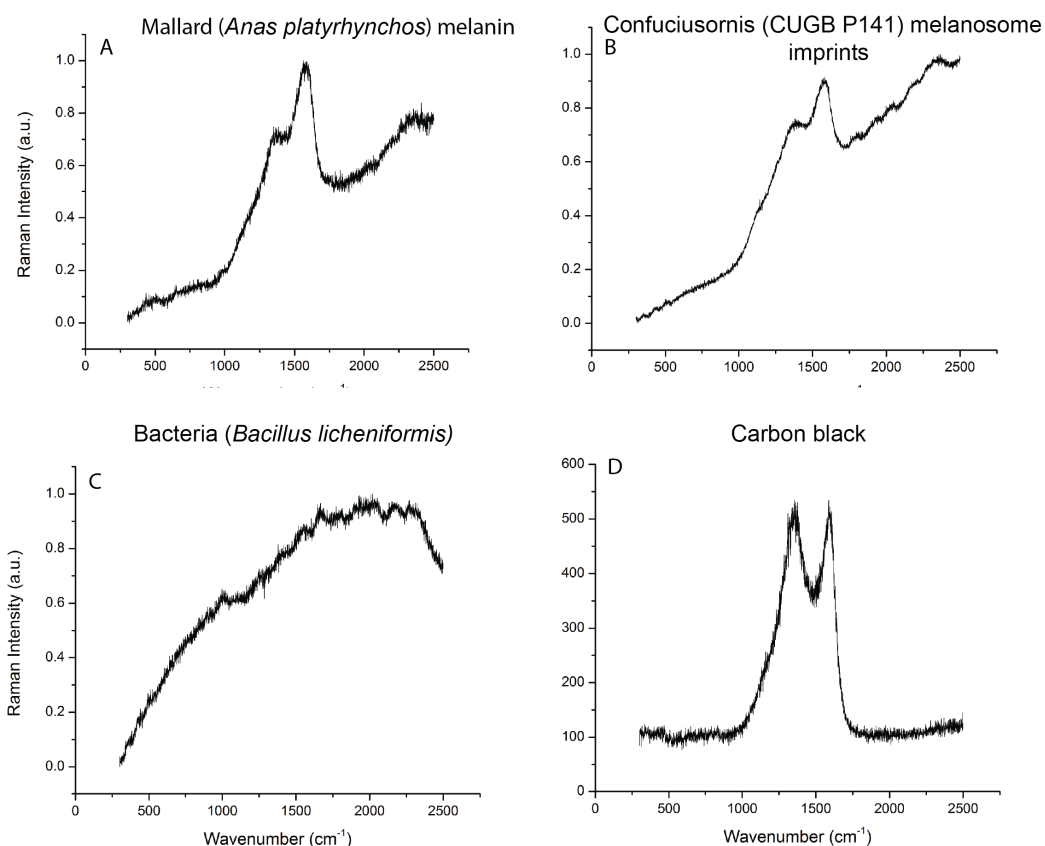 A
Mallard (Anas platyrhynchos) melanin
Raman Intensity (a.u.)
1.0
0.8
0.6
0.4
0.2
0.0
0 500 1000 1500 2000 2500
Confuciusornis (CUGB P141) melanosome
imprints
B
1.0
0.8
0.6
0.4
0.2
0.0
0 500 1000 1500 2000 2500
Bacteria (Bacillus licheniformis)
C
Raman Intensity (a.u.)
1.0
0.8
0.6
0.4
0.2
0.0
0 500 1000 1500 2000 2500
Wavenumber (cm⁻¹)
Carbon black
D
600
500
400
300
200
100
0
0 500 1000 1500 2000 2500
Wavenumber (cm⁻¹)